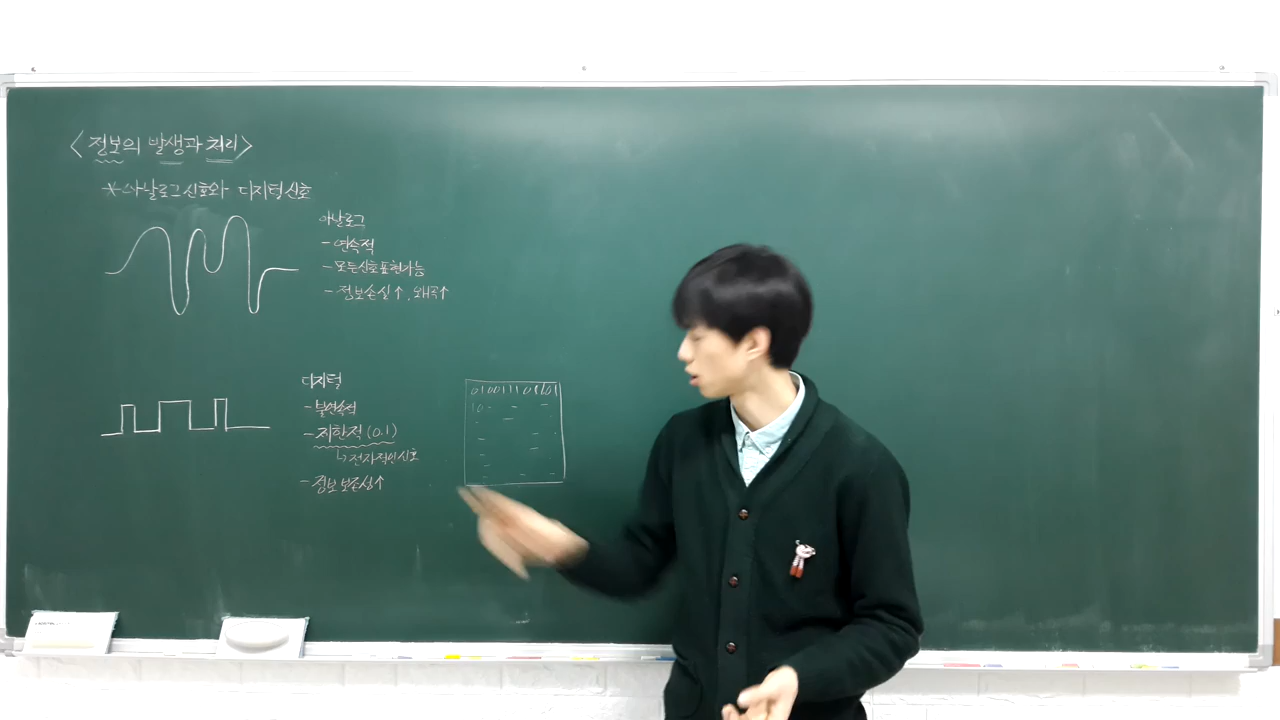 <정보의 발생과 처리>
*아날로그 신호와 디지털 신호
아날로그
- 연속적
- 모든 신호 표현 가능
- 정보손실↑, 왜곡↑
디지털
- 불연속적
- 제한적 (0.1)
↳ 전자적인 신호
- 정보 보존성↑
10